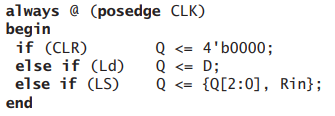 always @ (posedge CLK)
begin
if (CLR) Q <= 4'b0000;
else if (Ld) Q <= D;
else if (LS) Q <= {Q[2:0], Rin};
end